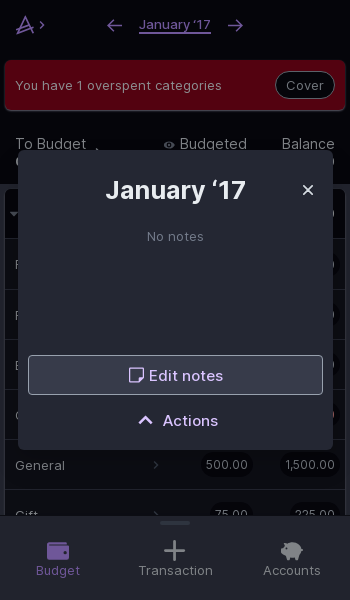 January ‘17
You have 1 overspent categories
Cover
To Budget
Budgeted
Balance
January ‘17
No notes
Edit notes
Actions
General 500.00 1,500.00
Gift 75.00 225.00
Budget
Transaction
Accounts